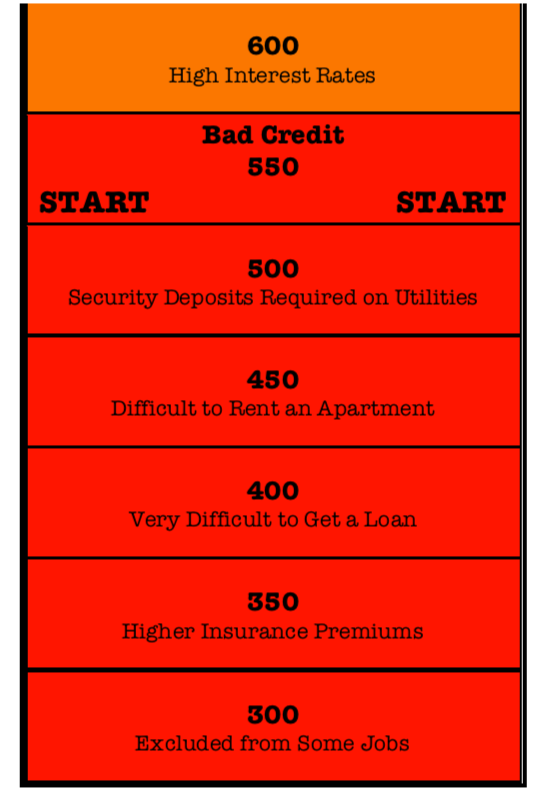 600
High Interest Rates
Bad Credit
550
START START
500
Security Deposits Required on Utilities
450
Difficult to Rent an Apartment
400
Very Difficult to Get a Loan
350
Higher Insurance Premiums
300
Excluded from Some Jobs